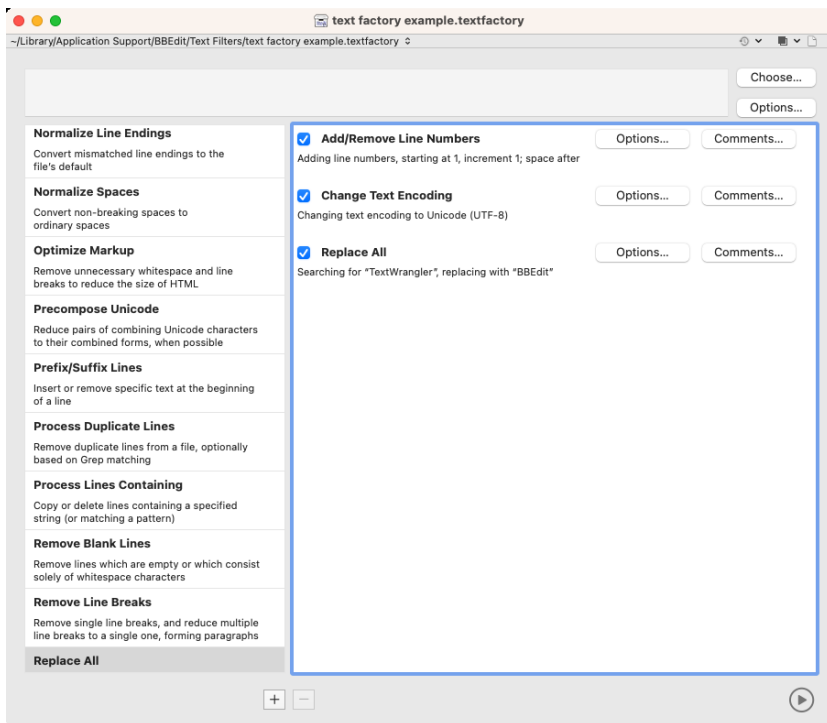 text factory example.textfactory
~/Library/Application Support/BBEdit/Text Filters/text factory example.textfactory
Choose...
Options...
Normalize Line Endings
Convert mismatched line endings to the
file's default
Normalize Spaces
Convert non-breaking spaces to
ordinary spaces
Optimize Markup
Remove unnecessary whitespace and line
breaks to reduce the size of HTML
Precompose Unicode
Reduce pairs of combining Unicode characters
to their combined forms, when possible
Prefix/Suffix Lines
Insert or remove specific text at the beginning
of a line
Process Duplicate Lines
Remove duplicate lines from a file, optionally
based on Grep matching
Process Lines Containing
Copy or delete lines containing a specified
string (or matching a pattern)
Remove Blank Lines
Remove lines which are empty or which consist
solely of whitespace characters
Remove Line Breaks
Remove single line breaks, and reduce multiple
line breaks to a single one, forming paragraphs
Replace All
Add/Remove Line Numbers Options... Comments...
Adding line numbers, starting at 1, increment 1; space after
Change Text Encoding Options... Comments...
Changing text encoding to Unicode (UTF-8)
Replace All Options... Comments...
Searching for “TextWrangler”, replacing with “BBEdit”